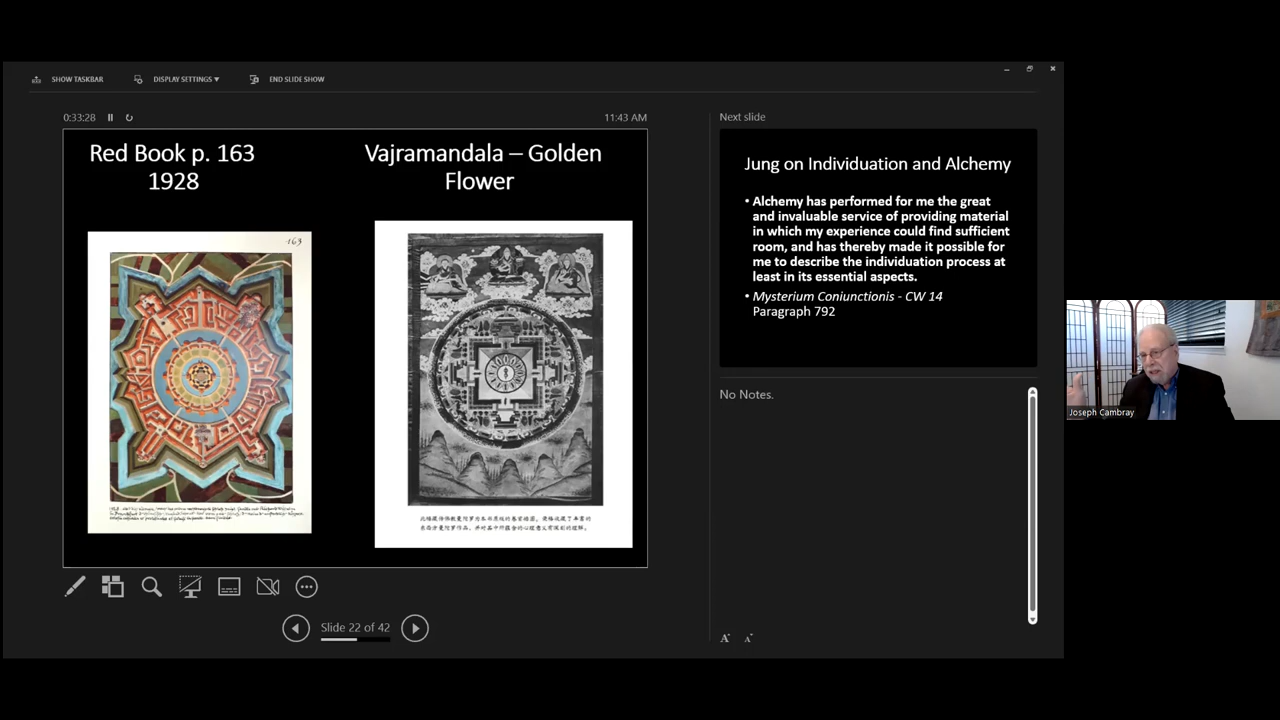 SHOW TASKBAR
DISPLAY SETTINGS ▼
END SLIDE SHOW
0:33:28
11:43 AM
Red Book p. 163
1928
Vajramandala – Golden
Flower
163
Next slide
Jung on Individuation and Alchemy
• Alchemy has performed for me the great
and invaluable service of providing material
in which my experience could find sufficient
room, and has thereby made it possible for
me to describe the individuation process at
least in its essential aspects.
• Mysterium Coniunctionis - CW 14
Paragraph 792
No Notes.
Joseph Cambray
Slide 22 of 42
A
A